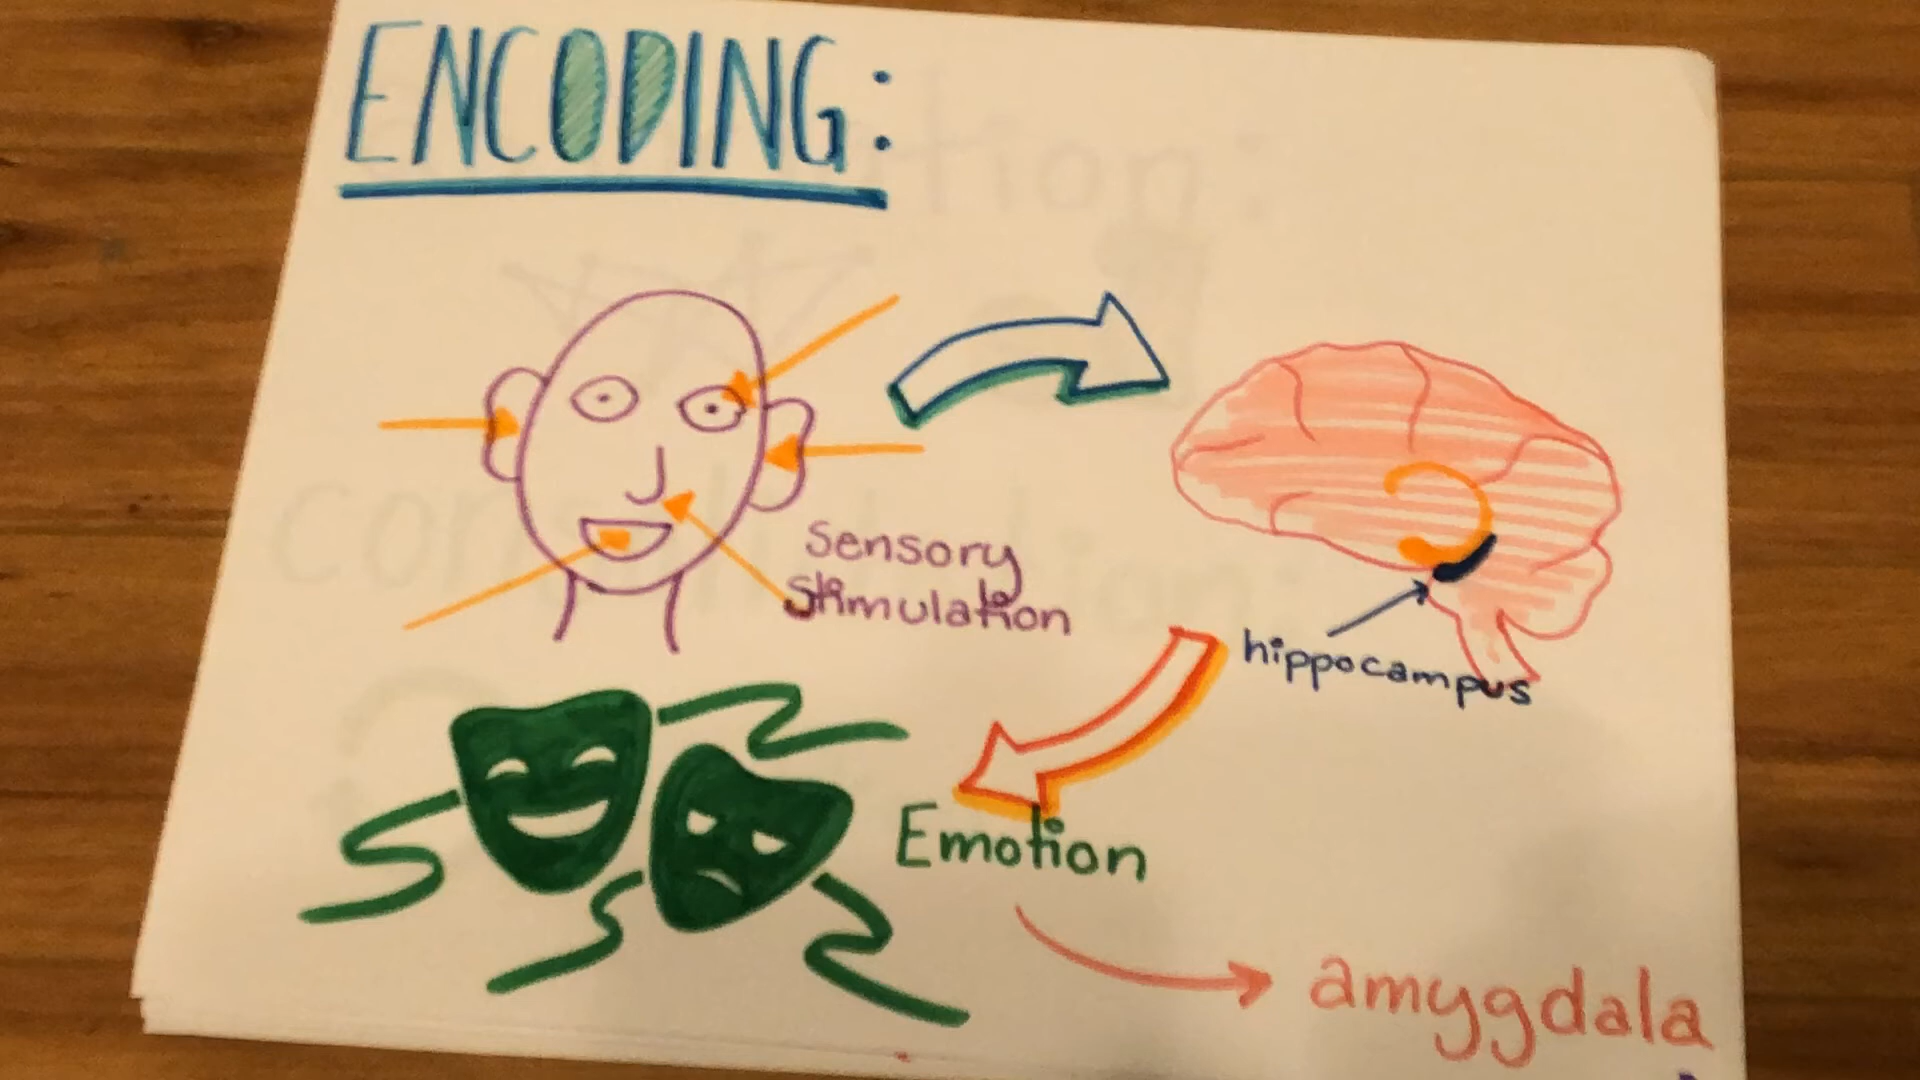 ENCODING:
sensory
stimulation
hippocampus
Emotion
amygdala